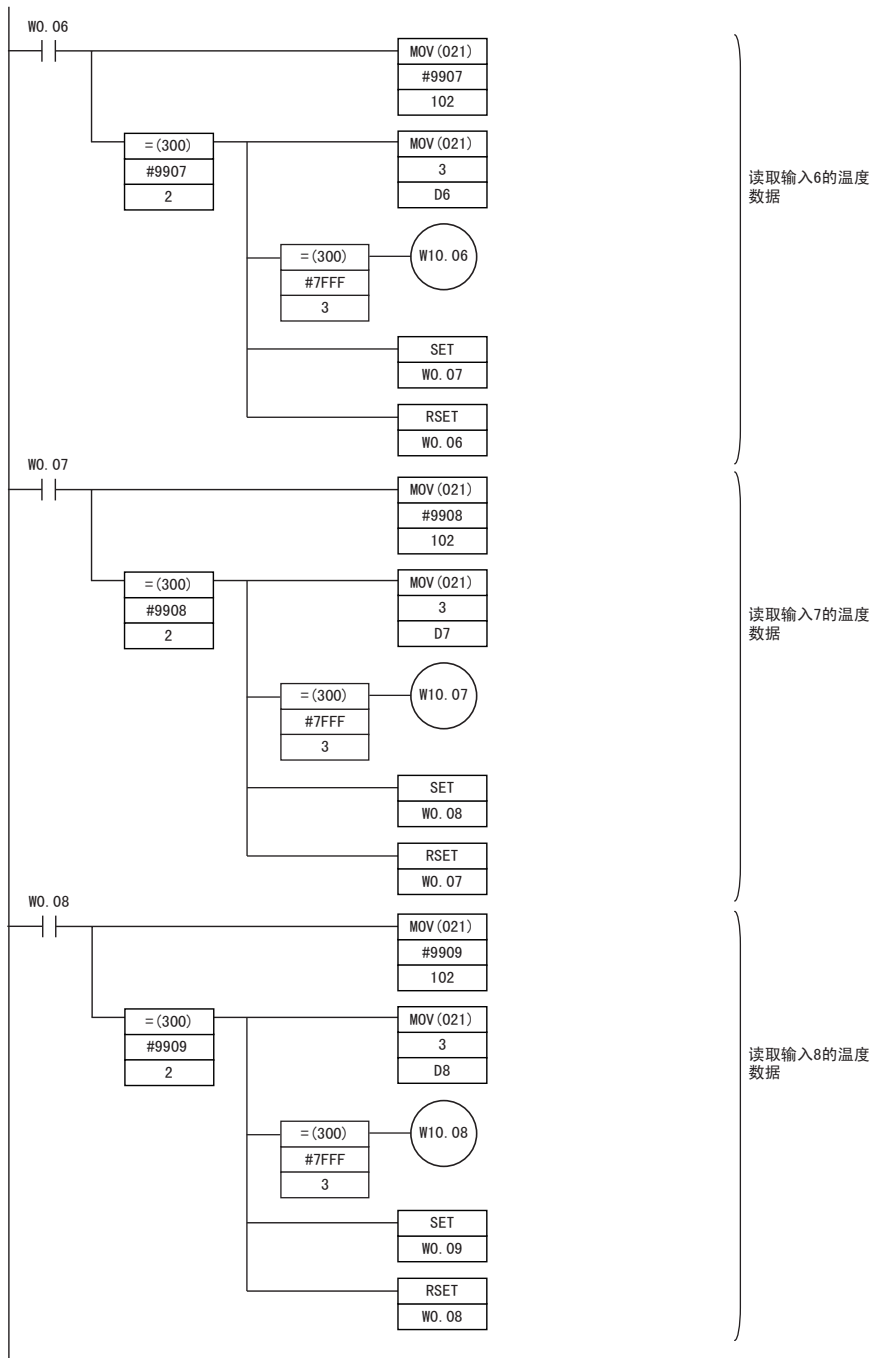 W0.06
MOV(021)
#9907
102
=(300)
#9907
2
MOV(021)
3
D6
=(300)
#7FFF
3
W10.06
SET
W0.07
RSET
W0.06
读取输入6的温度
数据
W0.07
MOV(021)
#9908
102
=(300)
#9908
2
MOV(021)
3
D7
=(300)
#7FFF
3
W10.07
SET
W0.08
RSET
W0.07
读取输入7的温度
数据
W0.08
MOV(021)
#9909
102
=(300)
#9909
2
MOV(021)
3
D8
=(300)
#7FFF
3
W10.08
SET
W0.09
RSET
W0.08
读取输入8的温度
数据